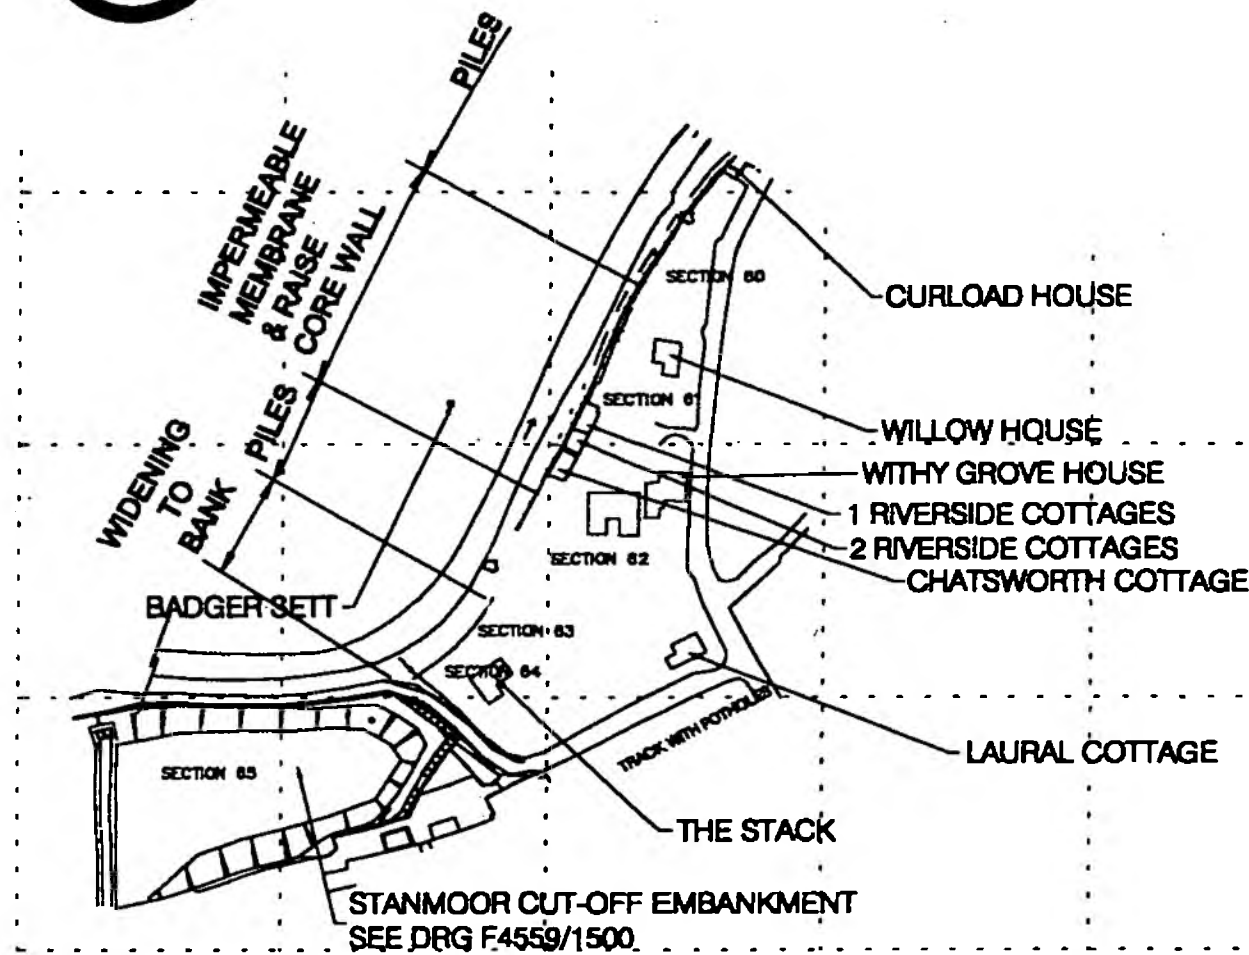 PILES
IMPERMEABLE
MEMBRANE
& RAISE
CORE WALL
PILES
WIDENING
TO
BANK
BADGER SETT
SECTION 60
CURLOAD HOUSE
SECTION 61
WILLOW HOUSE
WITHY GROVE HOUSE
1 RIVERSIDE COTTAGES
2 RIVERSIDE COTTAGES
CHATSWORTH COTTAGE
SECTION 62
SECTION 63
SECTION 64
TRACK WITH POTHOLES
LAURAL COTTAGE
SECTION 65
THE STACK
STANMOOR CUT-OFF EMBANKMENT
SEE DRG F4559/1500